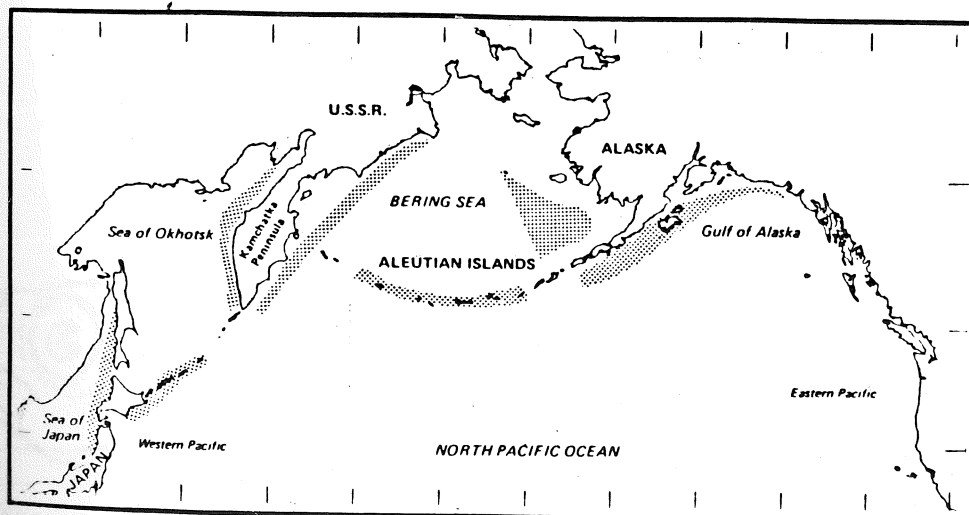 U.S.S.R.
ALASKA
BERING SEA
Kamchatka
Peninula
Sea of Okhotsk
Gulf of Alaska
ALEUTIAN ISLANDS
Eastern Pacific
Sea of
Japan
Western Pacific
NORTH PACIFIC OCEAN
JAPAN